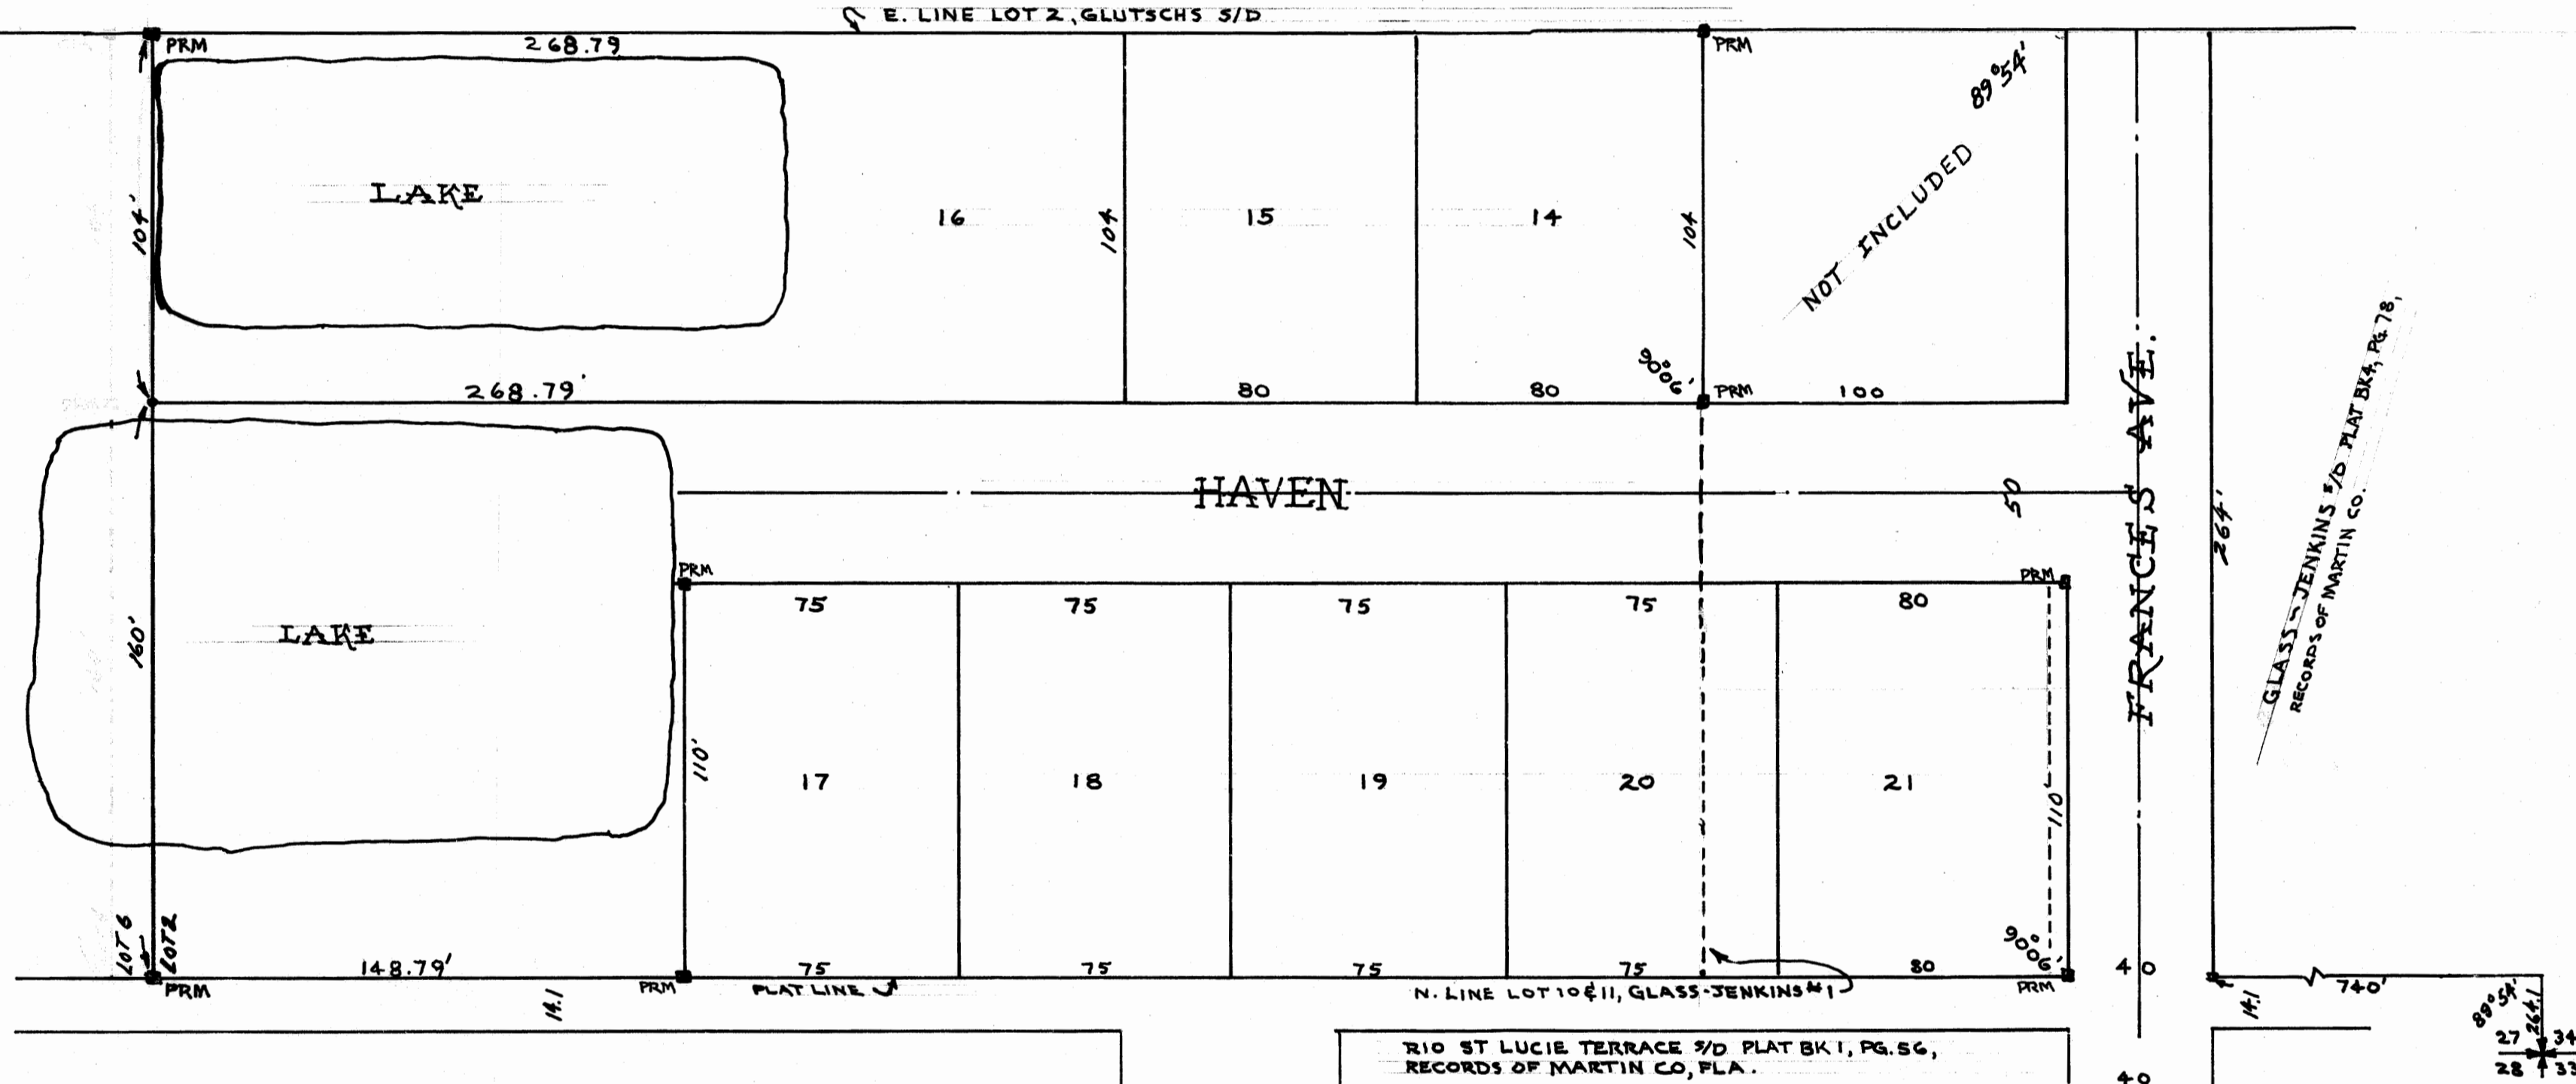 E. LINE LOT 2, GLUTSCHS S/D
PRM
268.79
PRM
89°54'
LAKE
104'
16
104
15
14
104
NOT INCLUDED
90°06'
268.79'
80
80
PRM
100
HAVEN
50
FRANCES AVE.
264'
GLASS-JENKINS S/D PLAT BK4, PG. 78,
RECORDS OF MARTIN CO.
PRM
PRM
75
75
75
75
80
LAKE
160'
110'
17
18
19
20
21
110'
LOT 6
LOT 2
90°06'
148.79'
75
75
75
75
80
40
PRM
14.1
PRM
PLAT LINE
N. LINE LOT 10 & 11, GLASS-JENKINS #1
PRM
14.1
740'
89°54'
264.1
27
34
28
33
RIO ST LUCIE TERRACE S/D PLAT BK 1, PG. 56,
RECORDS OF MARTIN CO, FLA.
40